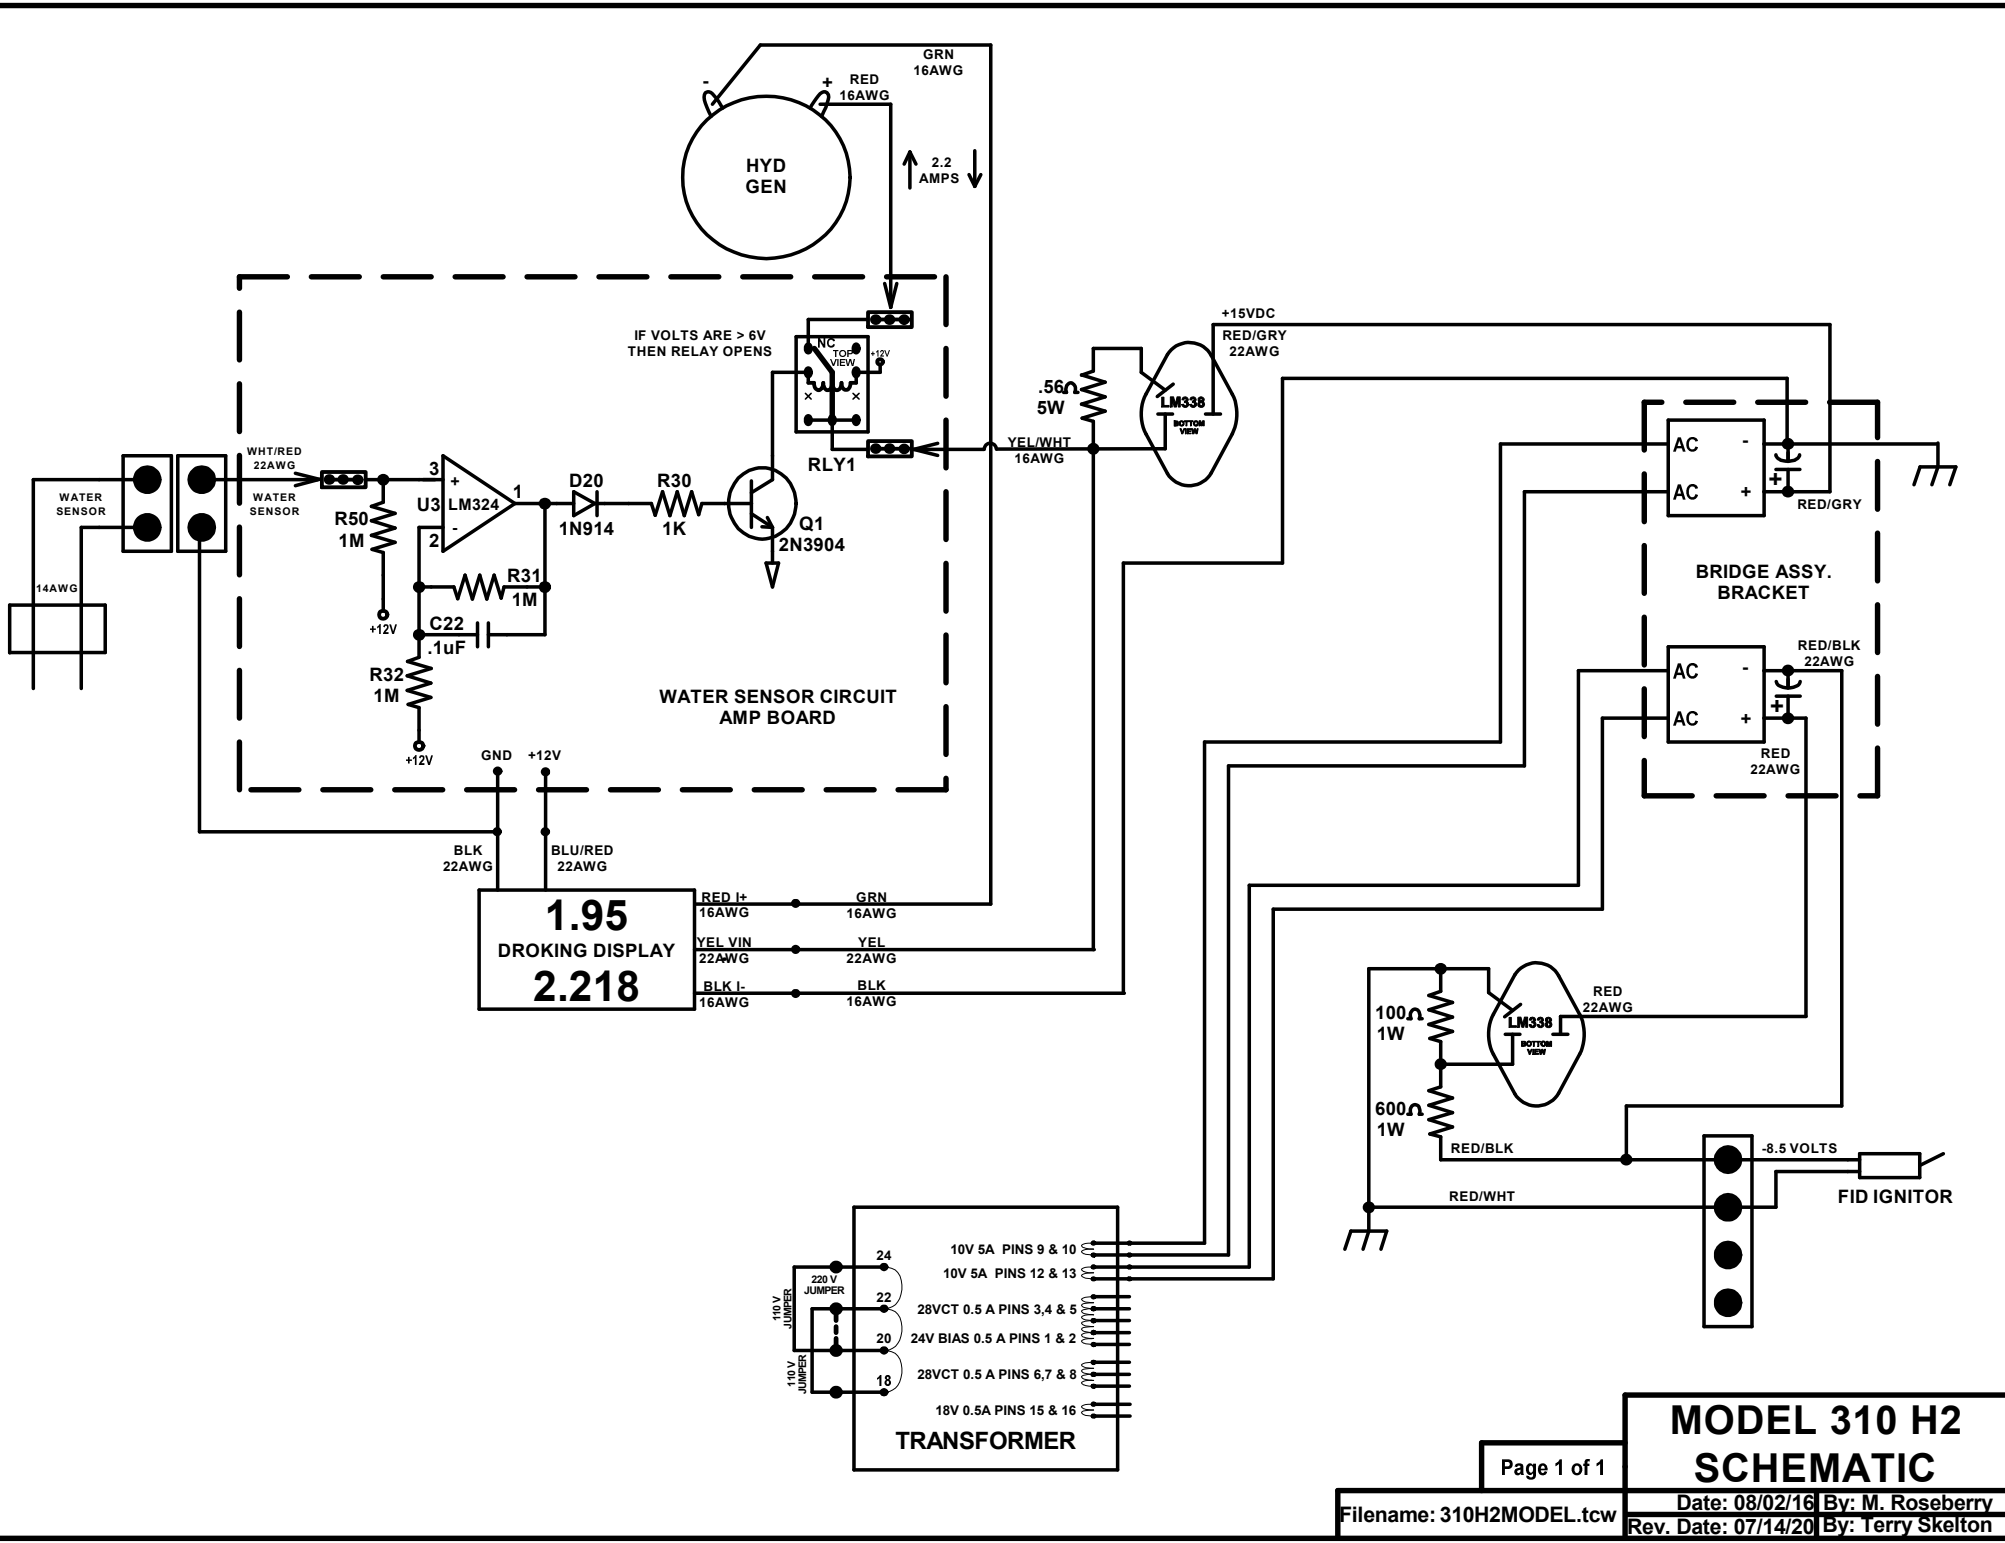 GRN
16AWG
-
+
RED
16AWG
HYD
GEN
2.2
AMPS
IF VOLTS ARE > 6V
THEN RELAY OPENS
NC
TOP
VIEW
+12V
×
×
RLY1
+15VDC
RED/GRY
22AWG
.56Ω
5W
LM338
BOTTOM
VIEW
YEL/WHT
16AWG
AC
-
AC
+
+
RED/GRY
BRIDGE ASSY.
BRACKET
AC
-
AC
+
+
RED/BLK
22AWG
RED
22AWG
WATER
SENSOR
14AWG
WHT/RED
22AWG
WATER
SENSOR
R50
1M
+12V
3
+
U3
LM324
1
-
2
D20
1N914
R30
1K
Q1
2N3904
R31
1M
C22
.1uF
R32
1M
+12V
WATER SENSOR CIRCUIT
AMP BOARD
GND
+12V
BLK
22AWG
BLU/RED
22AWG
1.95
DROKING DISPLAY
2.218
RED I+
16AWG
GRN
16AWG
YEL VIN
22AWG
YEL
22AWG
BLK I-
16AWG
BLK
16AWG
100Ω
1W
LM338
BOTTOM
VIEW
RED
22AWG
600Ω
1W
RED/BLK
RED/WHT
-8.5 VOLTS
FID IGNITOR
24
220 V
JUMPER
22
20
18
110 V
JUMPER
110 V
JUMPER
10V 5A PINS 9 & 10
10V 5A PINS 12 & 13
28VCT 0.5 A PINS 3,4 & 5
24V BIAS 0.5 A PINS 1 & 2
28VCT 0.5 A PINS 6,7 & 8
18V 0.5A PINS 15 & 16
TRANSFORMER
MODEL 310 H2
SCHEMATIC
Page 1 of 1
Filename: 310H2MODEL.tcw
Date: 08/02/16
By: M. Roseberry
Rev. Date: 07/14/20
By: Terry Skelton